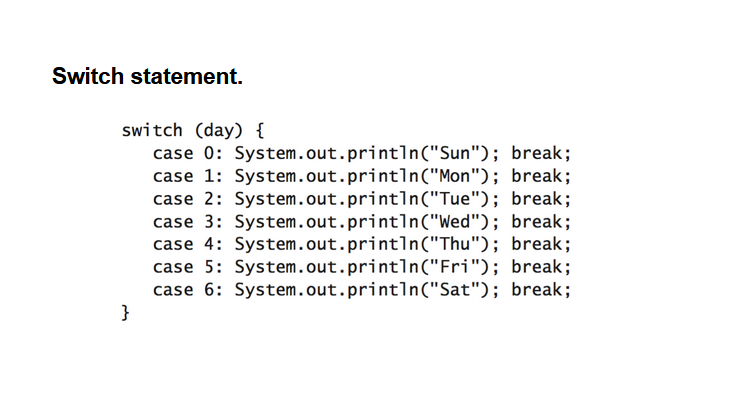 Switch statement.
switch (day) {
   case 0: System.out.println("Sun"); break;
   case 1: System.out.println("Mon"); break;
   case 2: System.out.println("Tue"); break;
   case 3: System.out.println("Wed"); break;
   case 4: System.out.println("Thu"); break;
   case 5: System.out.println("Fri"); break;
   case 6: System.out.println("Sat"); break;
}